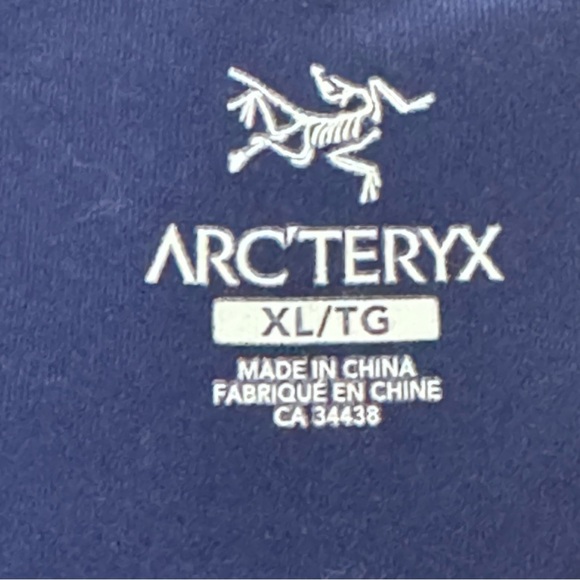 ARC'TERYX
XL/TG
MADE IN CHINA
FABRIQUÉ EN CHINE
CA 34438